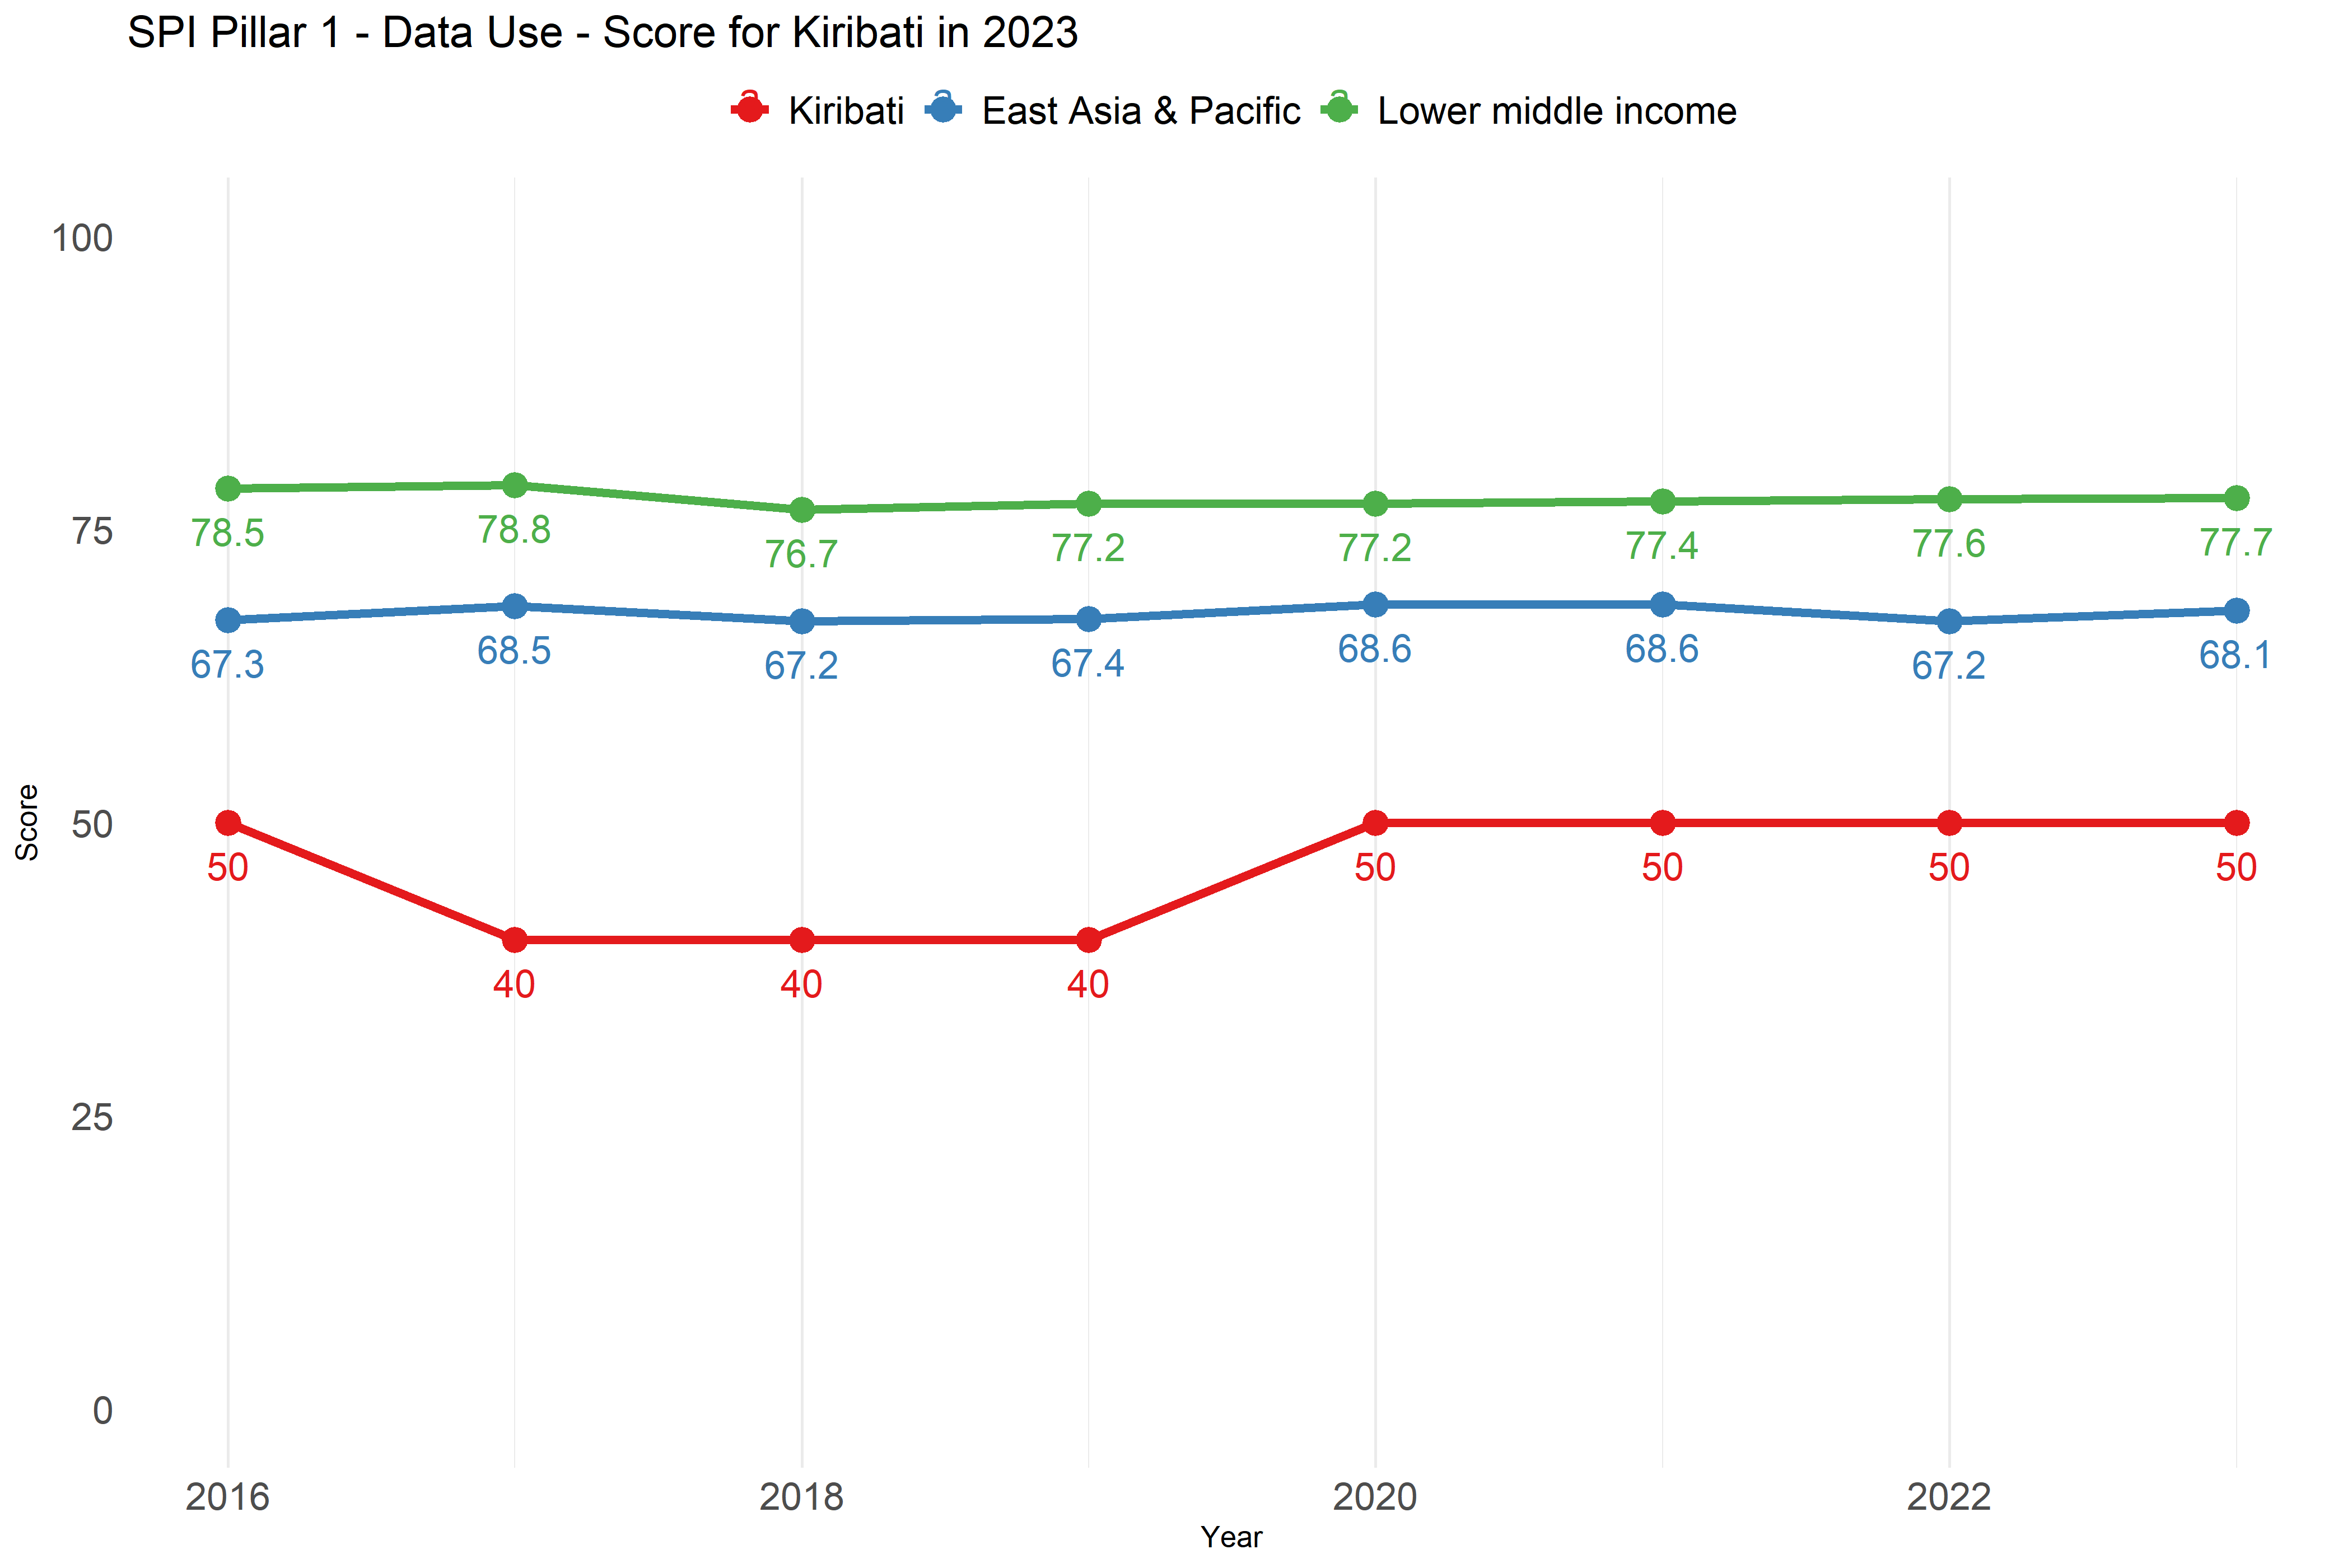 SPI Pillar 1 - Data Use - Score for Kiribati in 2023
Kiribati East Asia & Pacific Lower middle income
100
75
50
25
0
Score
78.5 78.8 76.7 77.2 77.2 77.4 77.6 77.7
67.3 68.5 67.2 67.4 68.6 68.6 67.2 68.1
50 40 40 40 50 50 50 50
2016 2018 2020 2022
Year